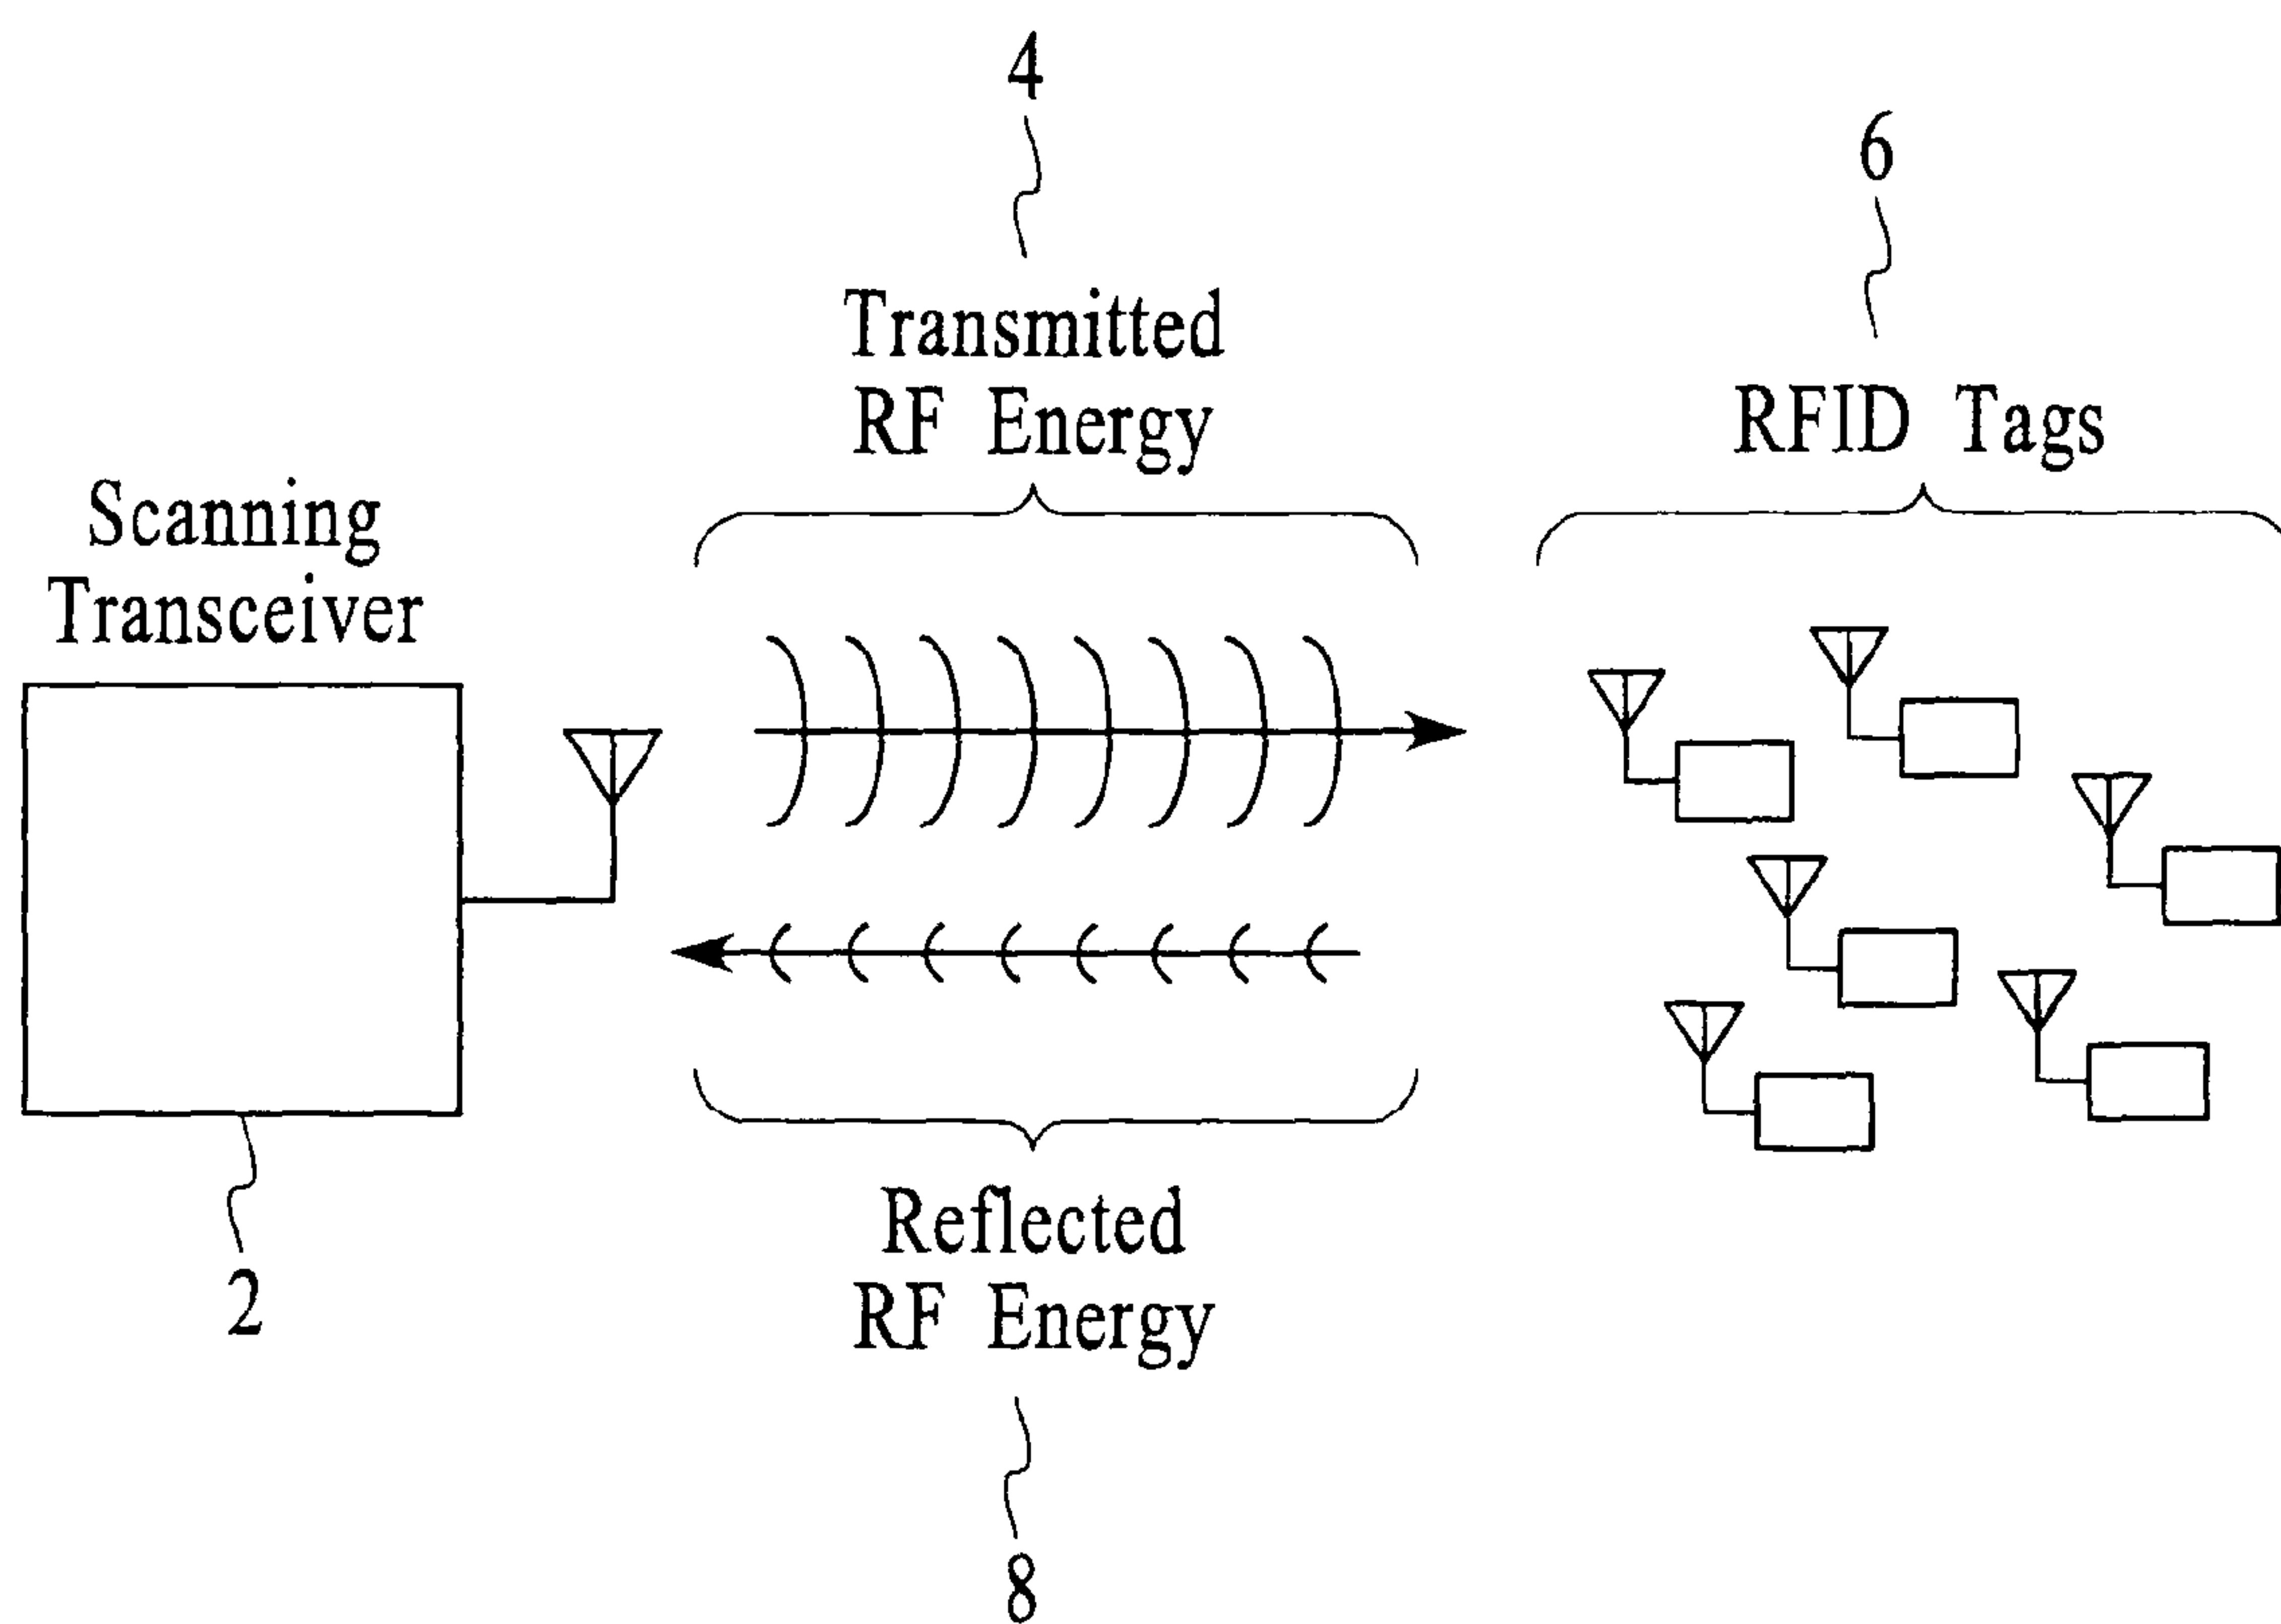 4
Transmitted
RF Energy
6
RFID Tags
Scanning
Transceiver
2
Reflected
RF Energy
8